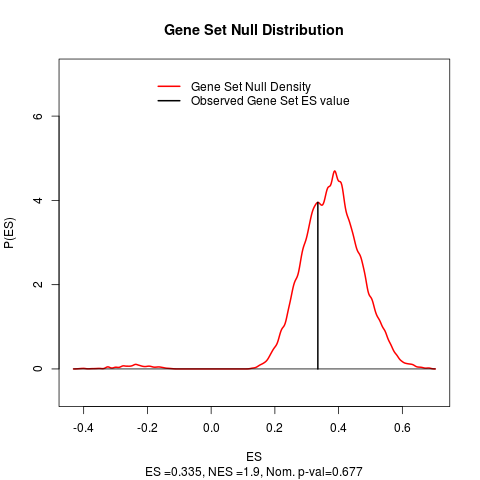 Gene Set Null Distribution
Gene Set Null Density
Observed Gene Set ES value
P(ES)
6
4
2
0
-0.4 -0.2 0.0 0.2 0.4 0.6
ES
ES =0.335, NES =1.9, Nom. p-val=0.677